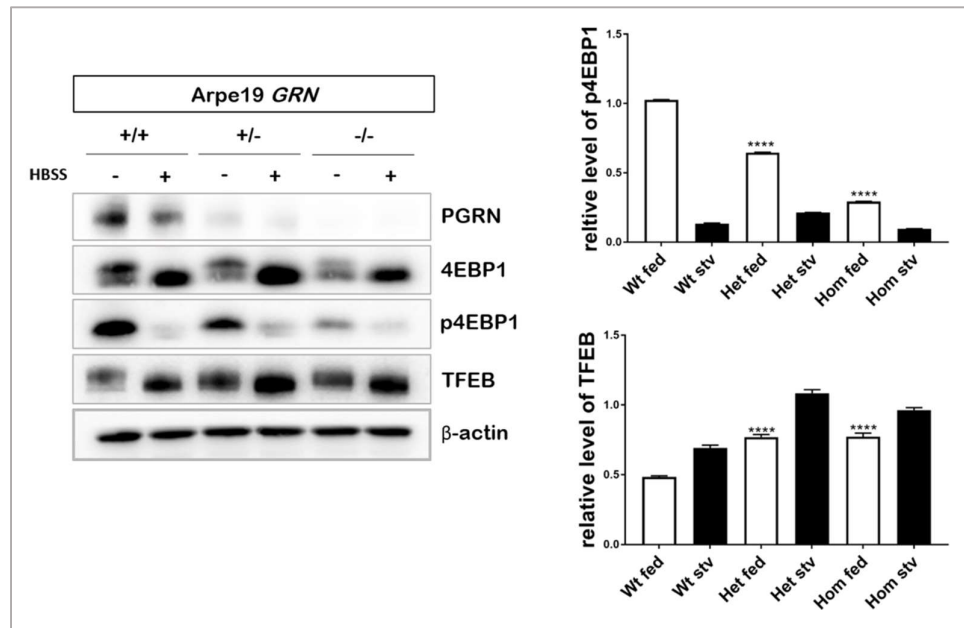 Arpe19 GRN
+/+ +/- -/-
HBSS - + - + - +
PGRN
4EBP1
p4EBP1
TFEB
β-actin
reltive level of p4EBP1
1.5
1.0
0.5
0.0
****
****
Wt fed Wt stv Het fed Het stv Hom fed Hom stv
relative level of TFEB
1.5
1.0
0.5
0.0
****
****
Wt fed Wt stv Het fed Het stv Hom fed Hom stv